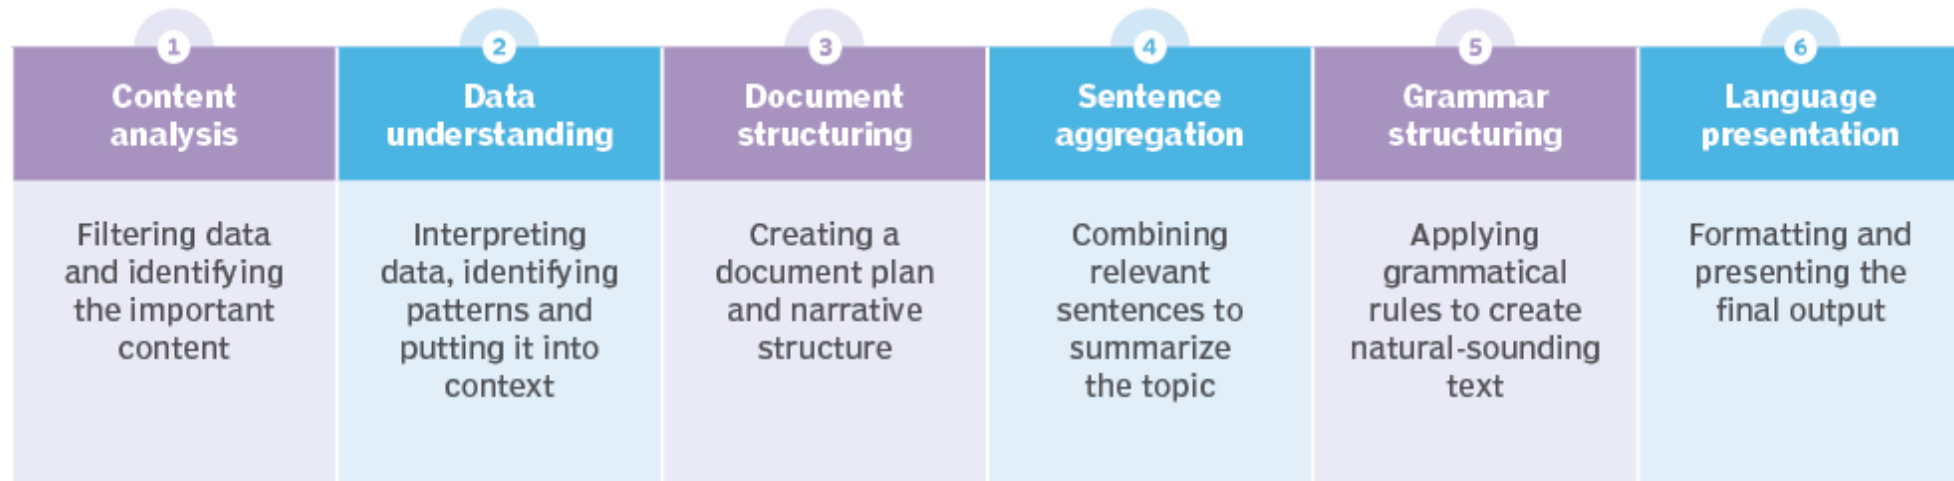 1
Content
analysis
Filtering data
and identifying
the important
content
2
Data
understanding
Interpreting
data, identifying
patterns and
putting it into
context
3
Document
structuring
Creating a
document plan
and narrative
structure
4
Sentence
aggregation
Combining
relevant
sentences to
summarize
the topic
5
Grammar
structuring
Applying
grammatical
rules to create
natural-sounding
text
6
Language
presentation
Formatting and
presenting the
final output